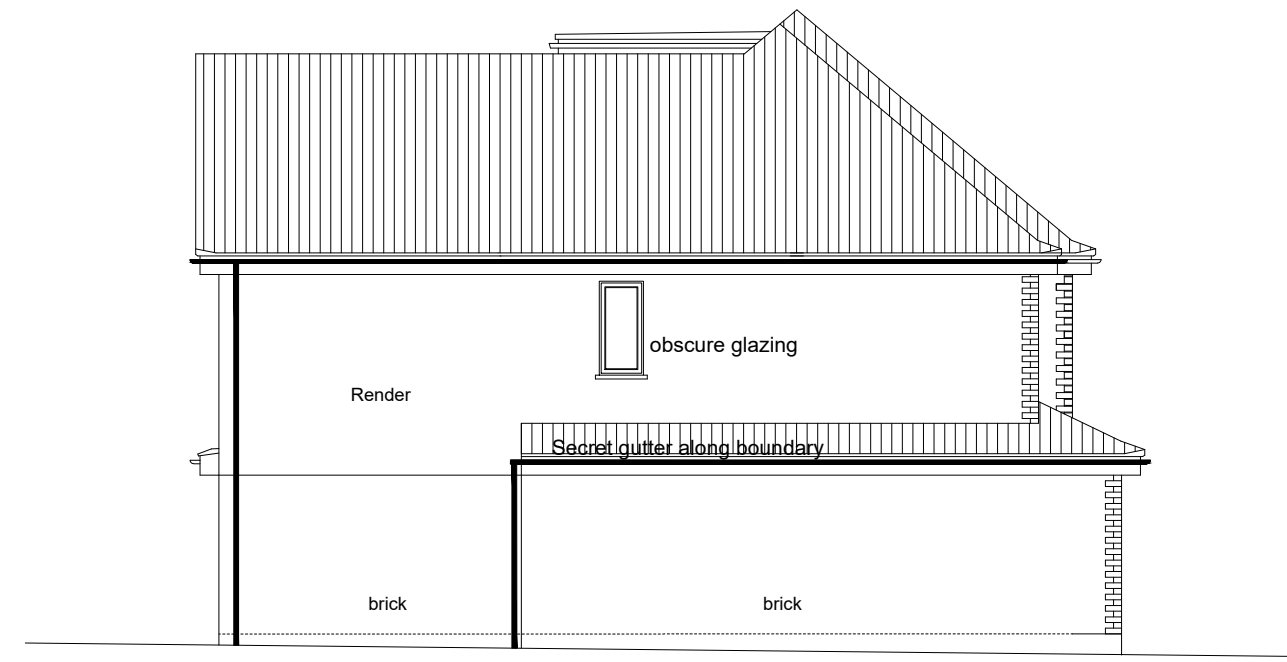 obscure glazing
Render
Secret gutter along boundary
brick
brick